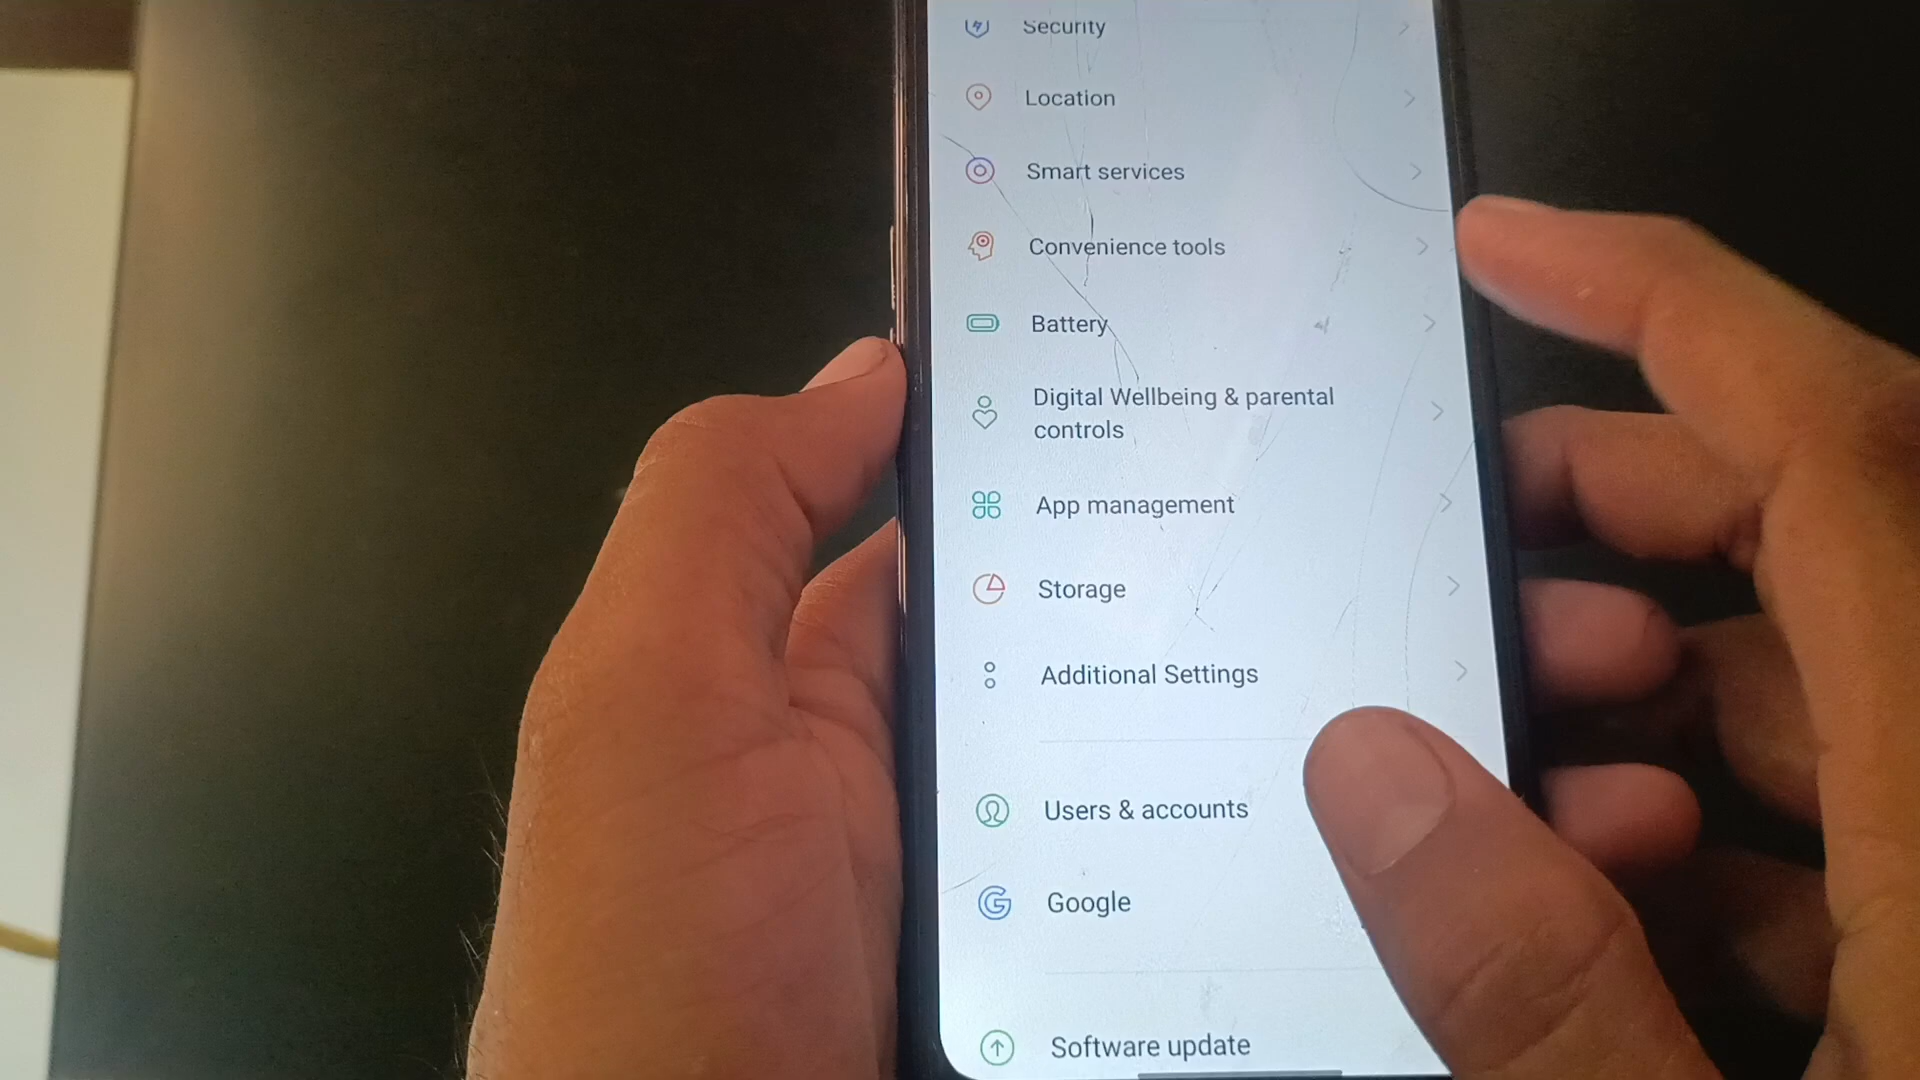 Security
Location
Smart services
Convenience tools
Battery
Digital Wellbeing & parental
controls
App management
Storage
Additional Settings
Users & accounts
Google
Software update